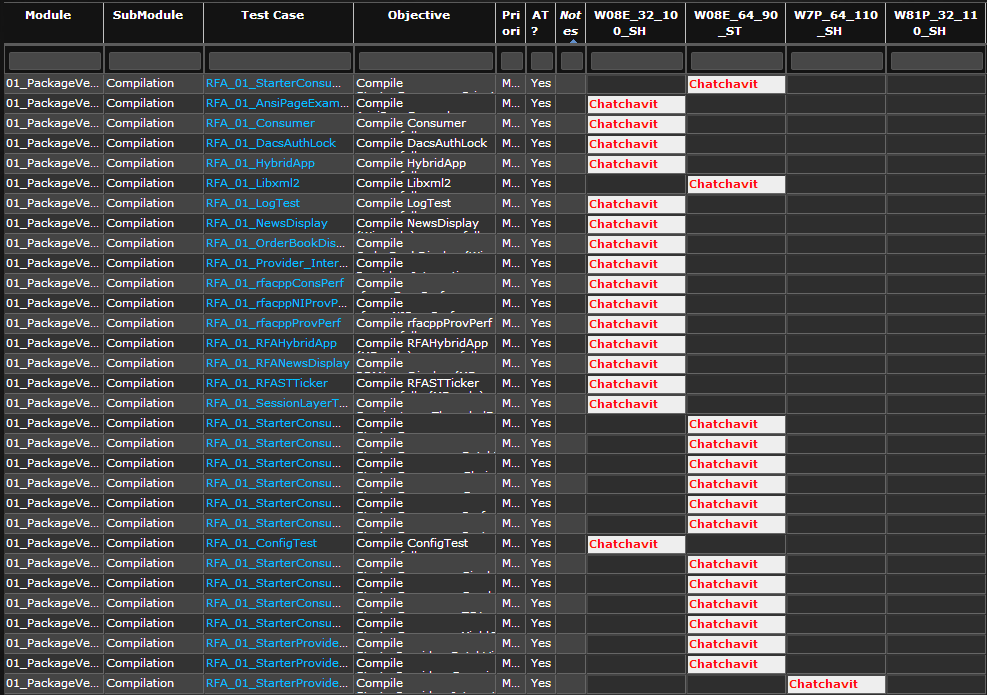 Module SubModule Test Case Objective Pri AT Not W08E_32_10 W08E_64_90 W7P_64_110 W81P_32_11
ori ? es 0_SH _ST _SH 0_SH
01_PackageVe... Compilation RFA_01_StarterConsu... Compile M... Yes Chatchavit
01_PackageVe... Compilation RFA_01_AnsiPageExam... Compile M... Yes Chatchavit
01_PackageVe... Compilation RFA_01_Consumer Compile Consumer M... Yes Chatchavit
01_PackageVe... Compilation RFA_01_DacsAuthLock Compile DacsAuthLock M... Yes Chatchavit
01_PackageVe... Compilation RFA_01_HybridApp Compile HybridApp M... Yes Chatchavit
01_PackageVe... Compilation RFA_01_Libxml2 Compile Libxml2 M... Yes Chatchavit
01_PackageVe... Compilation RFA_01_LogTest Compile LogTest M... Yes Chatchavit
01_PackageVe... Compilation RFA_01_NewsDisplay Compile NewsDisplay M... Yes Chatchavit
01_PackageVe... Compilation RFA_01_OrderBookDis... Compile M... Yes Chatchavit
01_PackageVe... Compilation RFA_01_Provider_Inter... Compile M... Yes Chatchavit
01_PackageVe... Compilation RFA_01_rfacppConsPerf Compile M... Yes Chatchavit
01_PackageVe... Compilation RFA_01_rfacppNIProvP... Compile M... Yes Chatchavit
01_PackageVe... Compilation RFA_01_rfacppProvPerf Compile rfacppProvPerf M... Yes Chatchavit
01_PackageVe... Compilation RFA_01_RFAHybridApp Compile RFAHybridApp M... Yes Chatchavit
01_PackageVe... Compilation RFA_01_RFANewsDisplay Compile M... Yes Chatchavit
01_PackageVe... Compilation RFA_01_RFASTTicker Compile RFASTTicker M... Yes Chatchavit
01_PackageVe... Compilation RFA_01_SessionLayerT... Compile M... Yes Chatchavit
01_PackageVe... Compilation RFA_01_StarterConsu... Compile M... Yes Chatchavit
01_PackageVe... Compilation RFA_01_StarterConsu... Compile M... Yes Chatchavit
01_PackageVe... Compilation RFA_01_StarterConsu... Compile M... Yes Chatchavit
01_PackageVe... Compilation RFA_01_StarterConsu... Compile M... Yes Chatchavit
01_PackageVe... Compilation RFA_01_StarterConsu... Compile M... Yes Chatchavit
01_PackageVe... Compilation RFA_01_StarterConsu... Compile M... Yes Chatchavit
01_PackageVe... Compilation RFA_01_ConfigTest Compile ConfigTest M... Yes Chatchavit
01_PackageVe... Compilation RFA_01_StarterConsu... Compile M... Yes Chatchavit
01_PackageVe... Compilation RFA_01_StarterConsu... Compile M... Yes Chatchavit
01_PackageVe... Compilation RFA_01_StarterConsu... Compile M... Yes Chatchavit
01_PackageVe... Compilation RFA_01_StarterConsu... Compile M... Yes Chatchavit
01_PackageVe... Compilation RFA_01_StarterProvide... Compile M... Yes Chatchavit
01_PackageVe... Compilation RFA_01_StarterProvide... Compile M... Yes Chatchavit
01_PackageVe... Compilation RFA_01_StarterProvide... Compile M... Yes Chatchavit